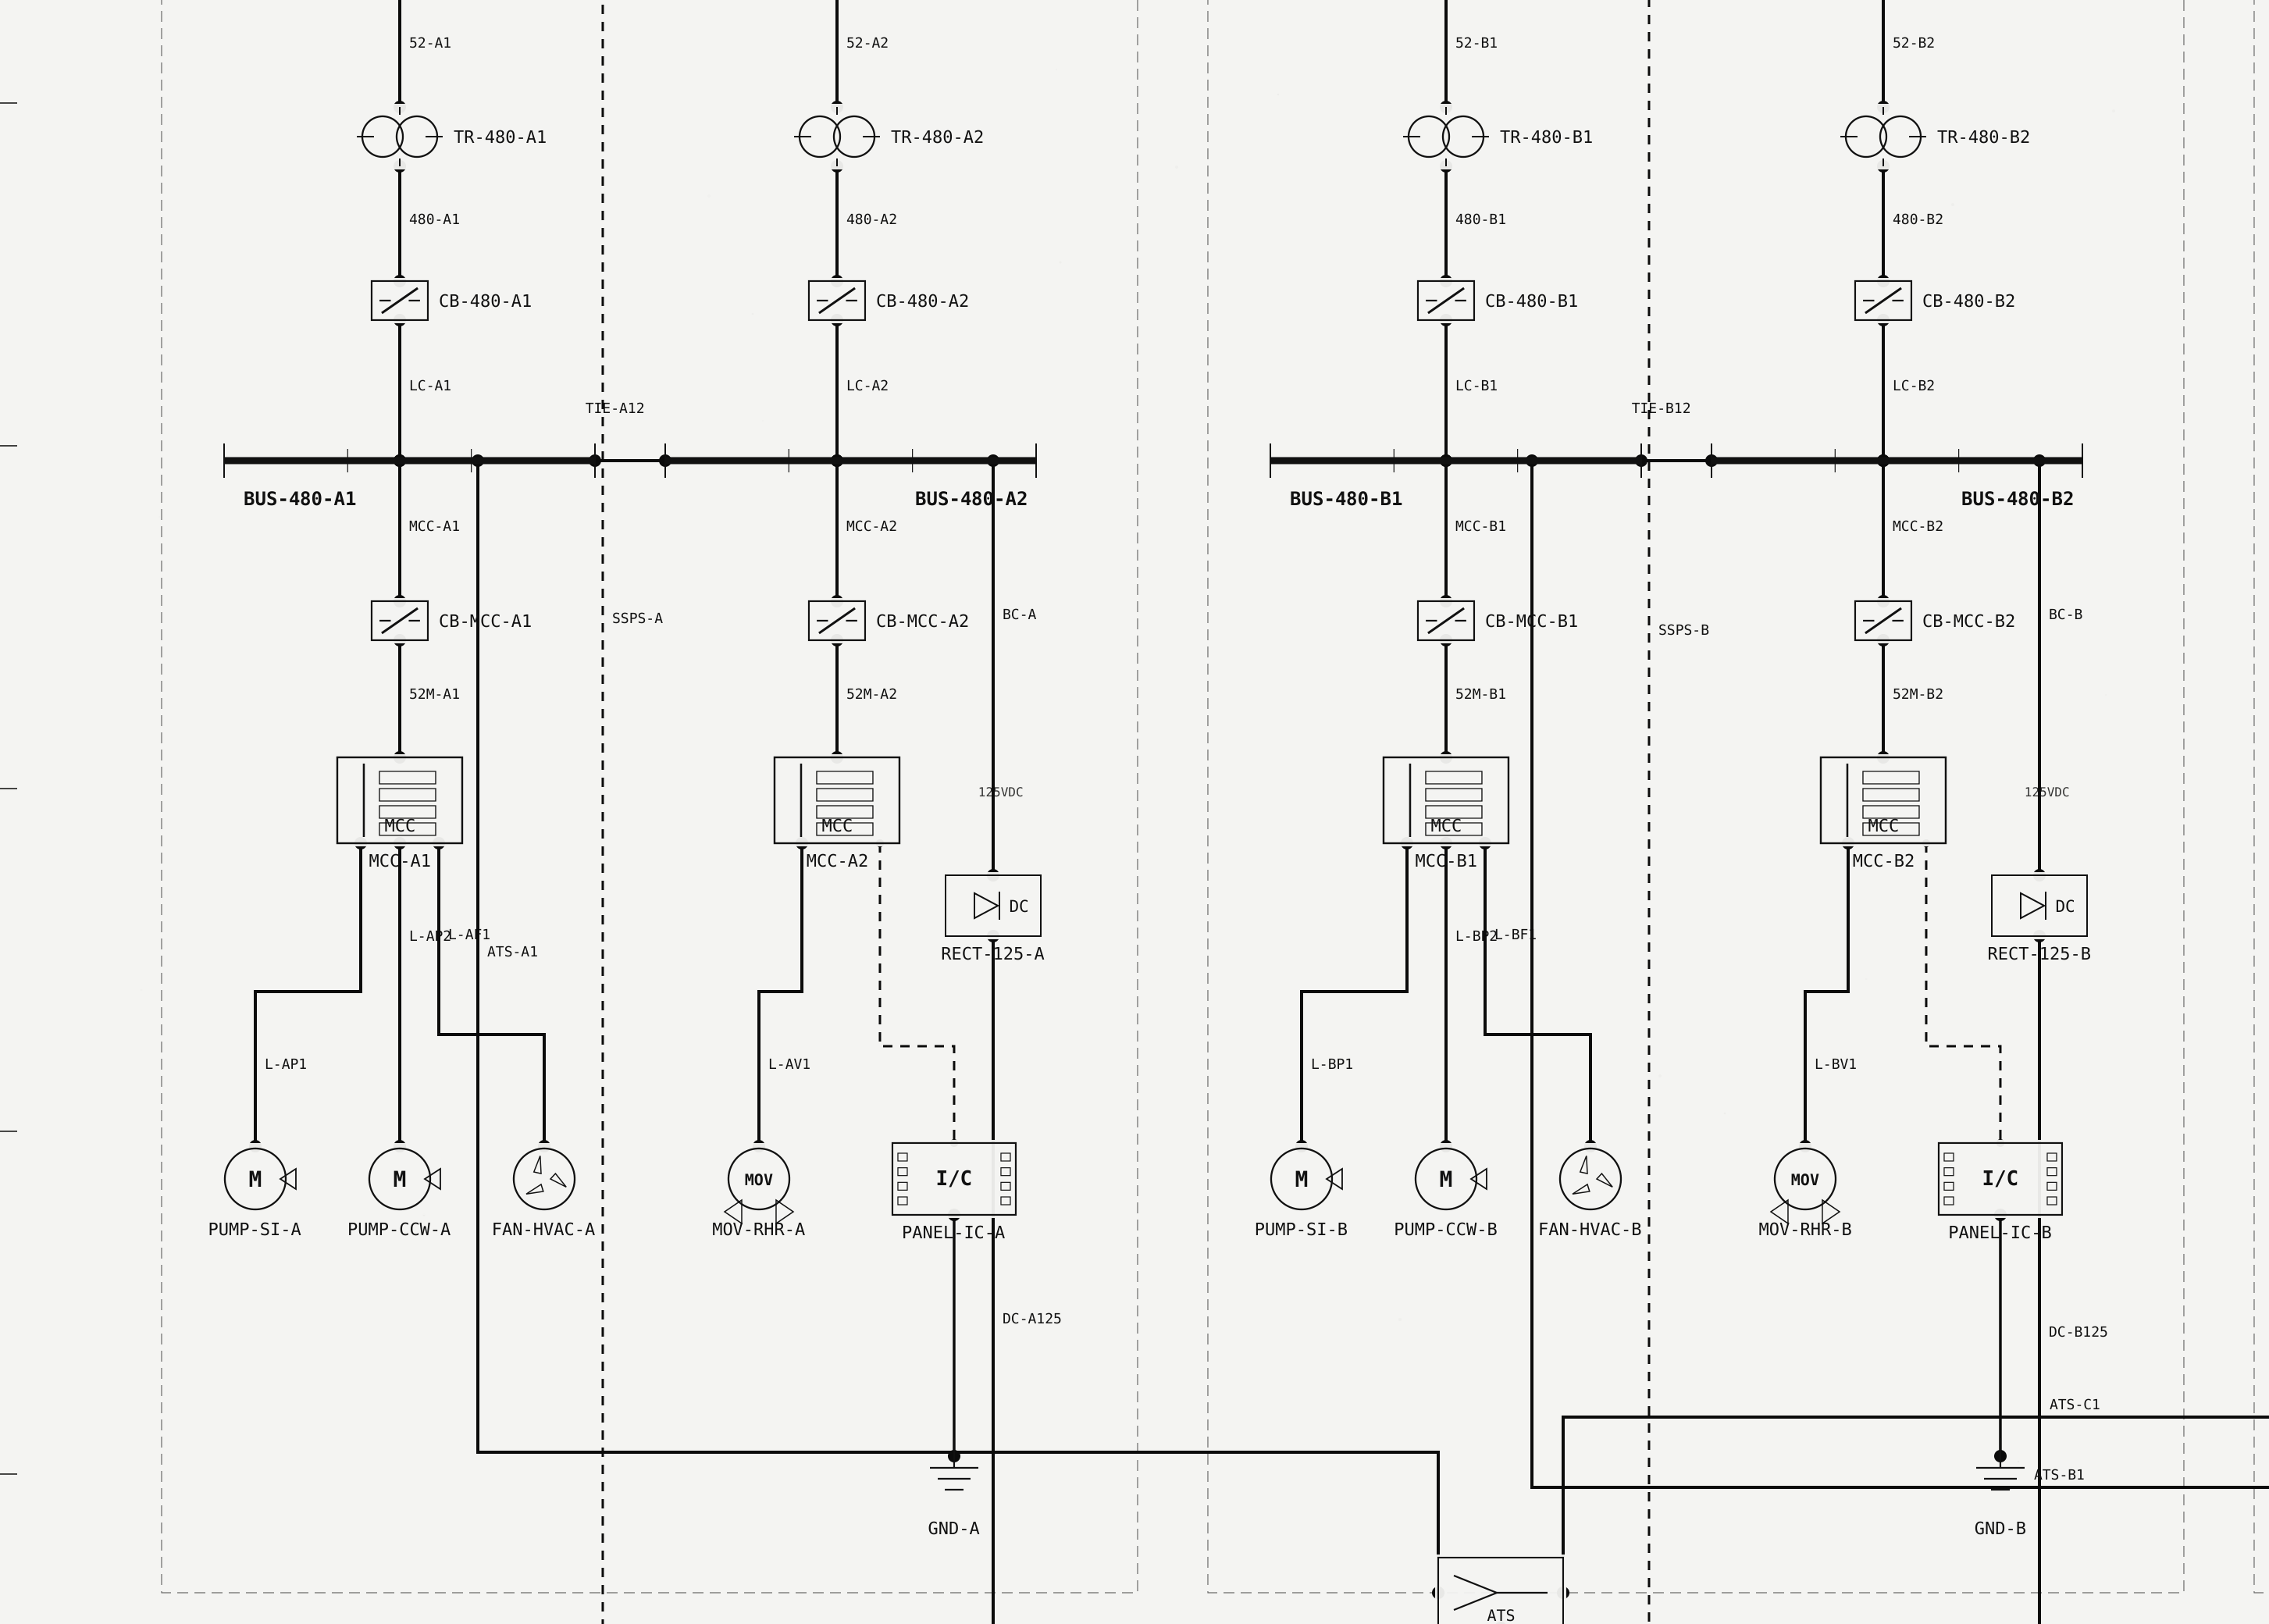 52-A1
52-A2
52-B1
52-B2
TR-480-A1
TR-480-A2
TR-480-B1
TR-480-B2
480-A1
480-A2
480-B1
480-B2
CB-480-A1
CB-480-A2
CB-480-B1
CB-480-B2
LC-A1
LC-A2
LC-B1
LC-B2
TIE-A12
TIE-B12
BUS-480-A1
BUS-480-A2
BUS-480-B1
BUS-480-B2
MCC-A1
MCC-A2
MCC-B1
MCC-B2
CB-MCC-A1
SSPS-A
CB-MCC-A2
BC-A
CB-MCC-B1
SSPS-B
CB-MCC-B2
BC-B
52M-A1
52M-A2
52M-B1
52M-B2
125VDC
125VDC
MCC
MCC
MCC
MCC
MCC-A1
MCC-A2
MCC-B1
MCC-B2
DC
DC
L-AP2
L-AF1
ATS-A1
RECT-125-A
L-BP2
L-BF1
RECT-125-B
L-AP1
L-AV1
L-BP1
L-BV1
M
M
MOV
I/C
M
M
MOV
I/C
PUMP-SI-A
PUMP-CCW-A
FAN-HVAC-A
MOV-RHR-A
PANEL-IC-A
PUMP-SI-B
PUMP-CCW-B
FAN-HVAC-B
MOV-RHR-B
PANEL-IC-B
DC-A125
DC-B125
ATS-C1
ATS-B1
GND-A
GND-B
ATS